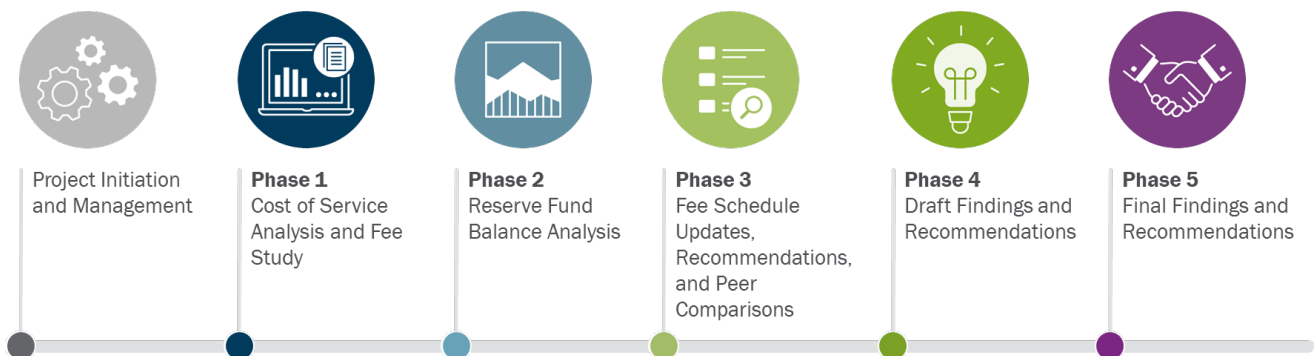 Project Initiation
and Management
Phase 1
Cost of Service
Analysis and Fee
Study
Phase 2
Reserve Fund
Balance Analysis
Phase 3
Fee Schedule
Updates,
Recommendations,
and Peer
Comparisons
Phase 4
Draft Findings and
Recommendations
Phase 5
Final Findings and
Recommendations